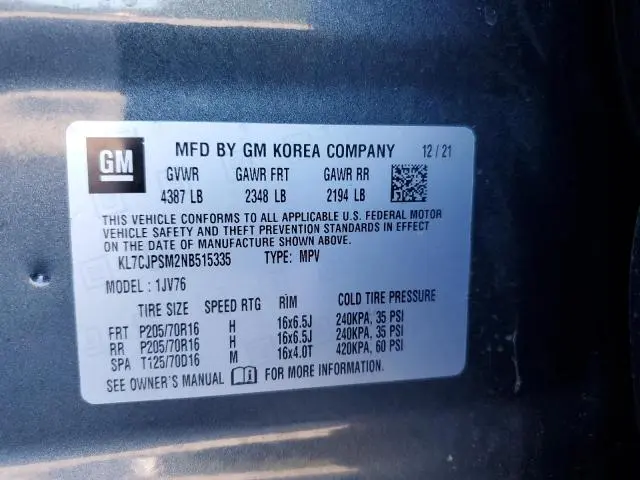 GM MFD BY GM KOREA COMPANY 12/21
GVWR GAWR FRT GAWR RR
4387 LB 2348 LB 2194 LB
THIS VEHICLE CONFORMS TO ALL APPLICABLE U.S. FEDERAL MOTOR
VEHICLE SAFETY AND THEFT PREVENTION STANDARDS IN EFFECT
ON THE DATE OF MANUFACTURE SHOWN ABOVE.
KL7CJPSM2NB515335 TYPE: MPV
MODEL: 1JV76
TIRE SIZE SPEED RTG RIM COLD TIRE PRESSURE
FRT P205/70R16 H 16x6.5J 240KPA, 35 PSI
RR P205/70R16 H 16x6.5J 240KPA, 35 PSI
SPA T125/70D16 M 16x4.0T 420KPA, 60 PSI
SEE OWNER'S MANUAL FOR MORE INFORMATION.